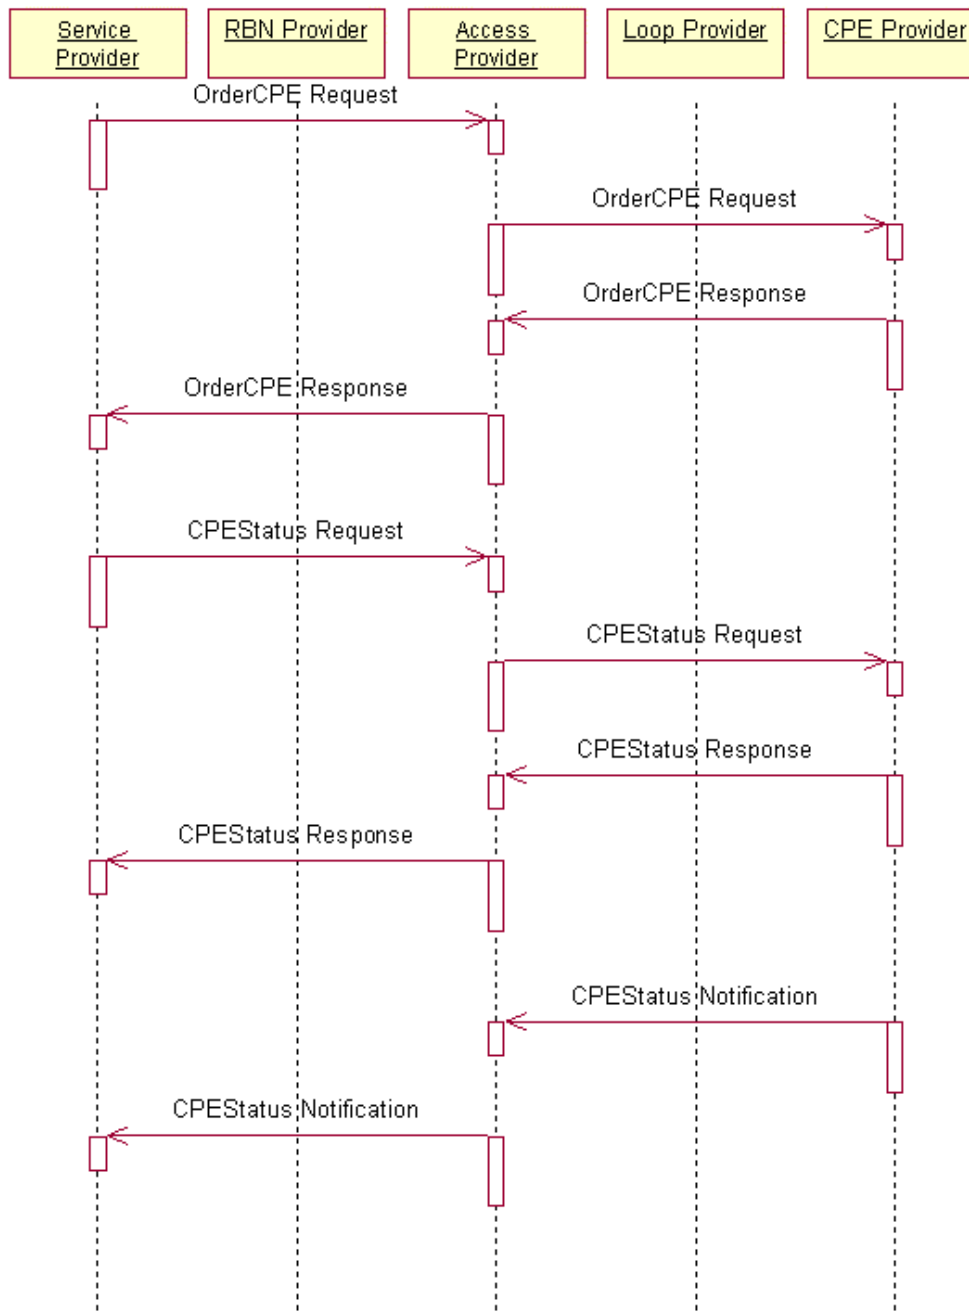 Service
Provider
RBN Provider
Access
Provider
Loop Provider
CPE Provider
OrderCPE Request
OrderCPE Request
OrderCPE Response
OrderCPE Response
CPEStatus Request
CPEStatus Request
CPEStatus Response
CPEStatus Response
CPEStatus Notification
CPEStatus Notification